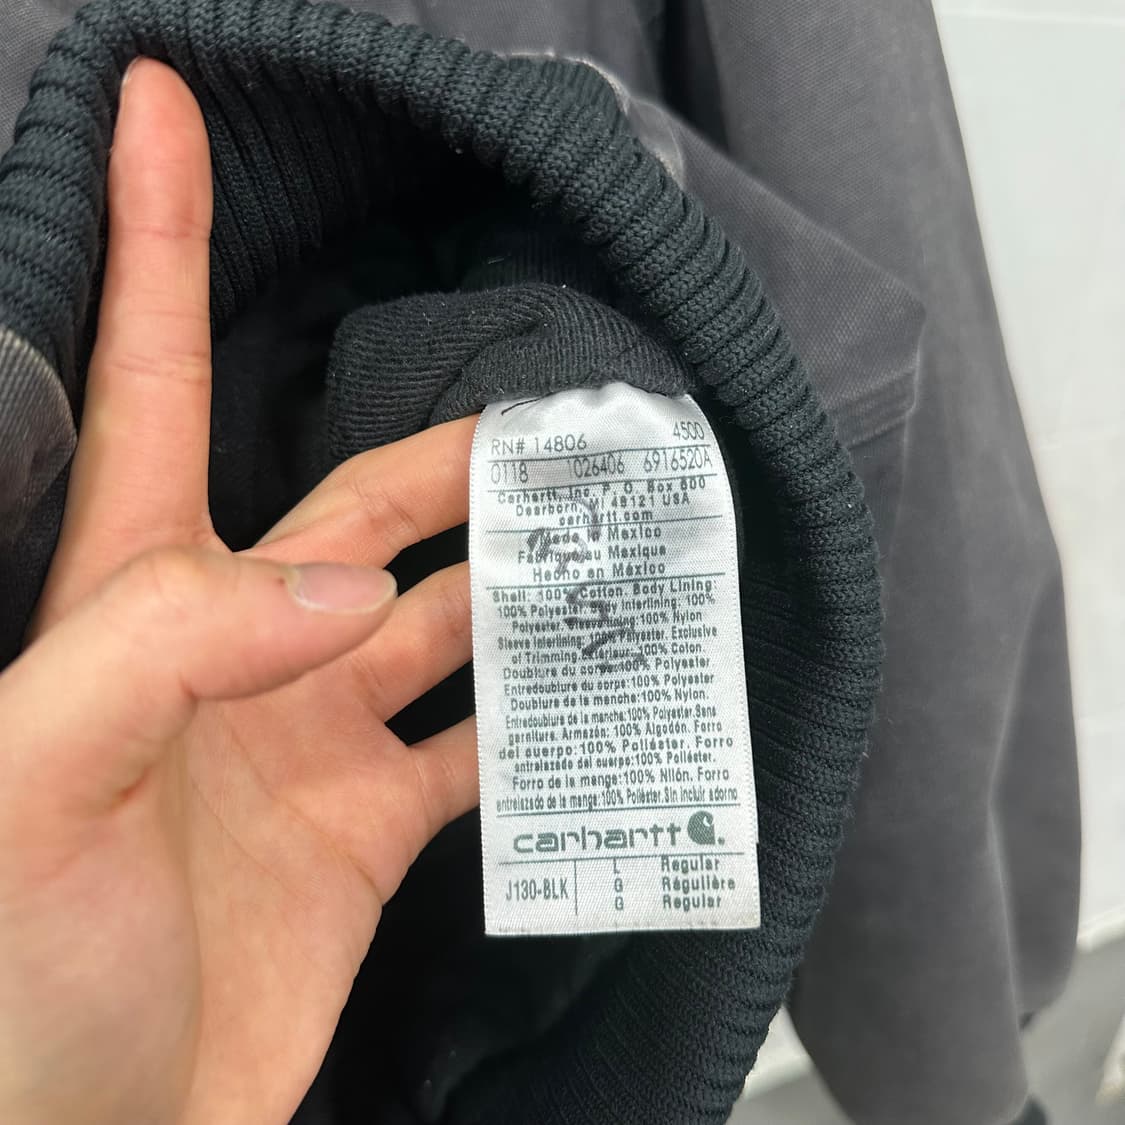 RN# 14806 4500
0118 1026406 6916520A
Carhartt, Inc. P. O. Box 600
Dearborn, MI 48121 USA
carhartt.com
Made in Mexico
Fabriqué au Mexique
Hecho en México
Shell: 100% Cotton. Body Lining:
100% Polyester. Body Interlining: 100%
Polyester. Sleeve Lining: 100% Nylon
Sleeve Interlining: 100% Polyester. Exclusive
of Trimming. Extérieur: 100% Coton.
Doublure du corps: 100% Polyester
Entredoublure du corps: 100% Polyester
Doublure de la manche: 100% Nylon.
Entredoublure de la manche: 100% Polyester. Sans
garniture. Armazón: 100% Algodón. Forro
del cuerpo: 100% Poliéster. Forro
entrelazado del cuerpo: 100% Poliéster.
Forro de la manga: 100% Nilón. Forro
entrelazado de la manga: 100% Poliéster. Sin incluir adorno
carhartt
J130-BLK L Regular
G Régulière
G Regular